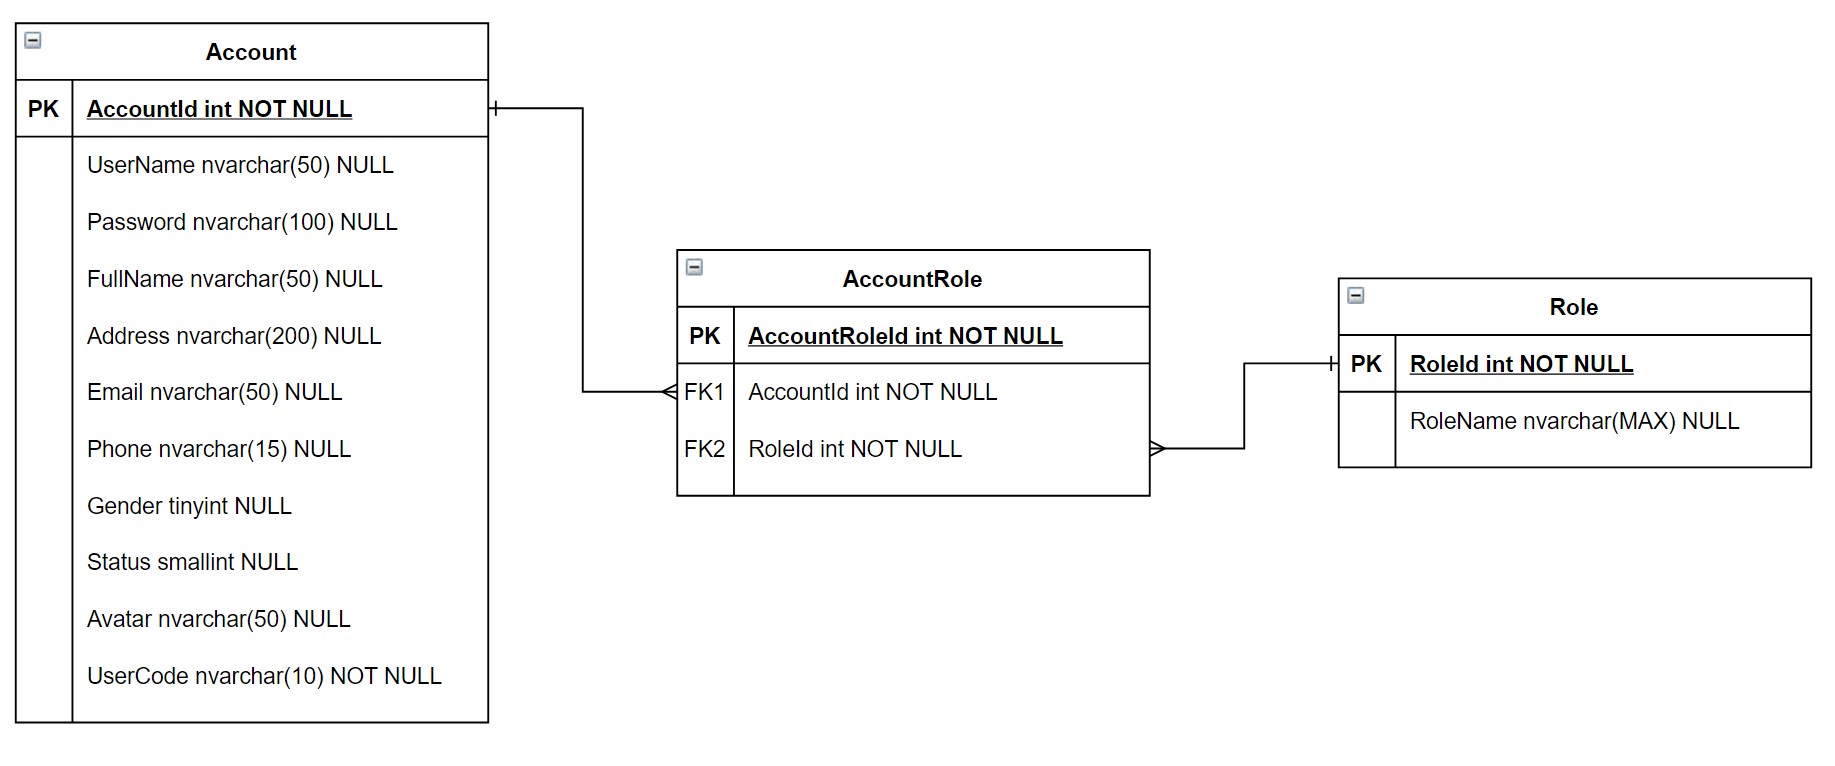 Account
PK AccountId int NOT NULL
UserName nvarchar(50) NULL
Password nvarchar(100) NULL
FullName nvarchar(50) NULL
Address nvarchar(200) NULL
Email nvarchar(50) NULL
Phone nvarchar(15) NULL
Gender tinyint NULL
Status smallint NULL
Avatar nvarchar(50) NULL
UserCode nvarchar(10) NOT NULL
AccountRole
PK AccountRoleId int NOT NULL
FK1 AccountId int NOT NULL
FK2 RoleId int NOT NULL
Role
PK RoleId int NOT NULL
RoleName nvarchar(MAX) NULL